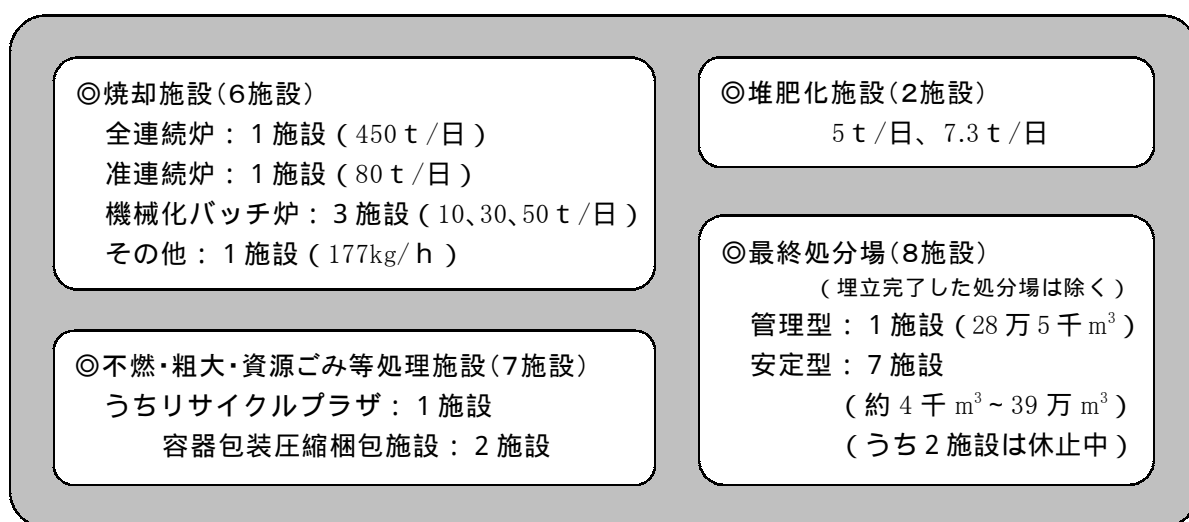 ◎焼却施設(6施設)
全連続炉：1施設（450ｔ/日）
准連続炉：1施設（80ｔ/日）
機械化バッチ炉：3施設（10、30、50ｔ/日）
その他：1施設（177kg/ｈ）
◎不燃・粗大・資源ごみ等処理施設(7施設)
うちリサイクルプラザ：1施設
容器包装圧縮梱包施設：2施設
◎堆肥化施設(2施設)
5ｔ/日、7.3ｔ/日
◎最終処分場(8施設)
（埋立完了した処分場は除く）
管理型：1施設（28万5千m³）
安定型：7施設
（約4千m³~39万m³）
（うち2施設は休止中）